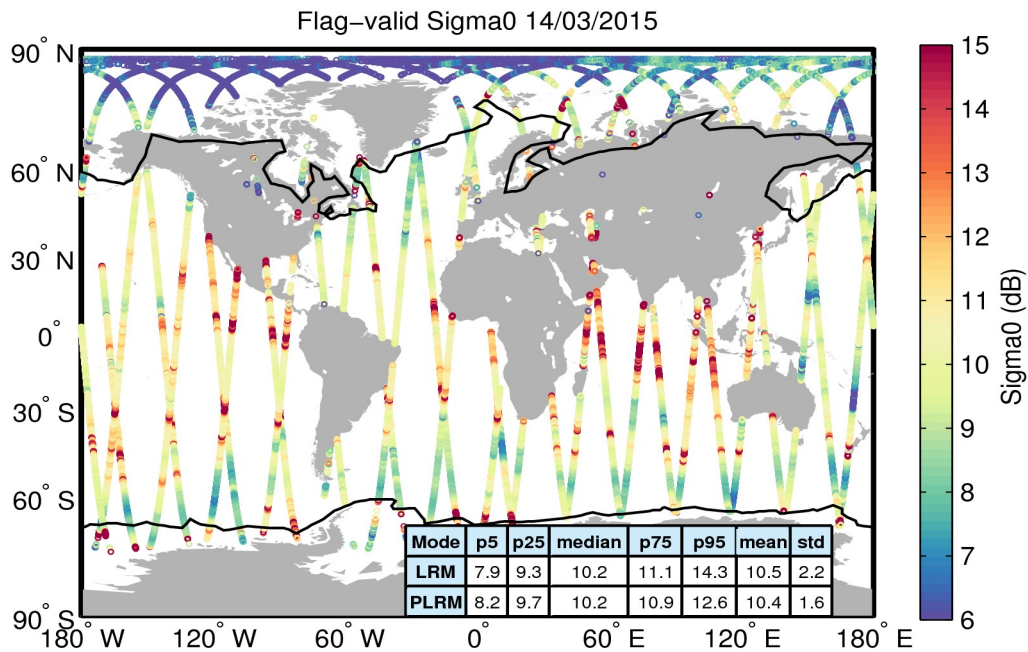 Flag−valid Sigma0 14/03/2015
90° N
60° N
30° N
0°
30° S
60° S
90° S
180° W
120° W
60° W
0°
60° E
120° E
180° E
Mode p5 p25 median p75 p95 mean std
LRM 7.9 9.3 10.2 11.1 14.3 10.5 2.2
PLRM 8.2 9.7 10.2 10.9 12.6 10.4 1.6
15
14
13
12
11
10
9
8
7
6
Sigma0 (dB)